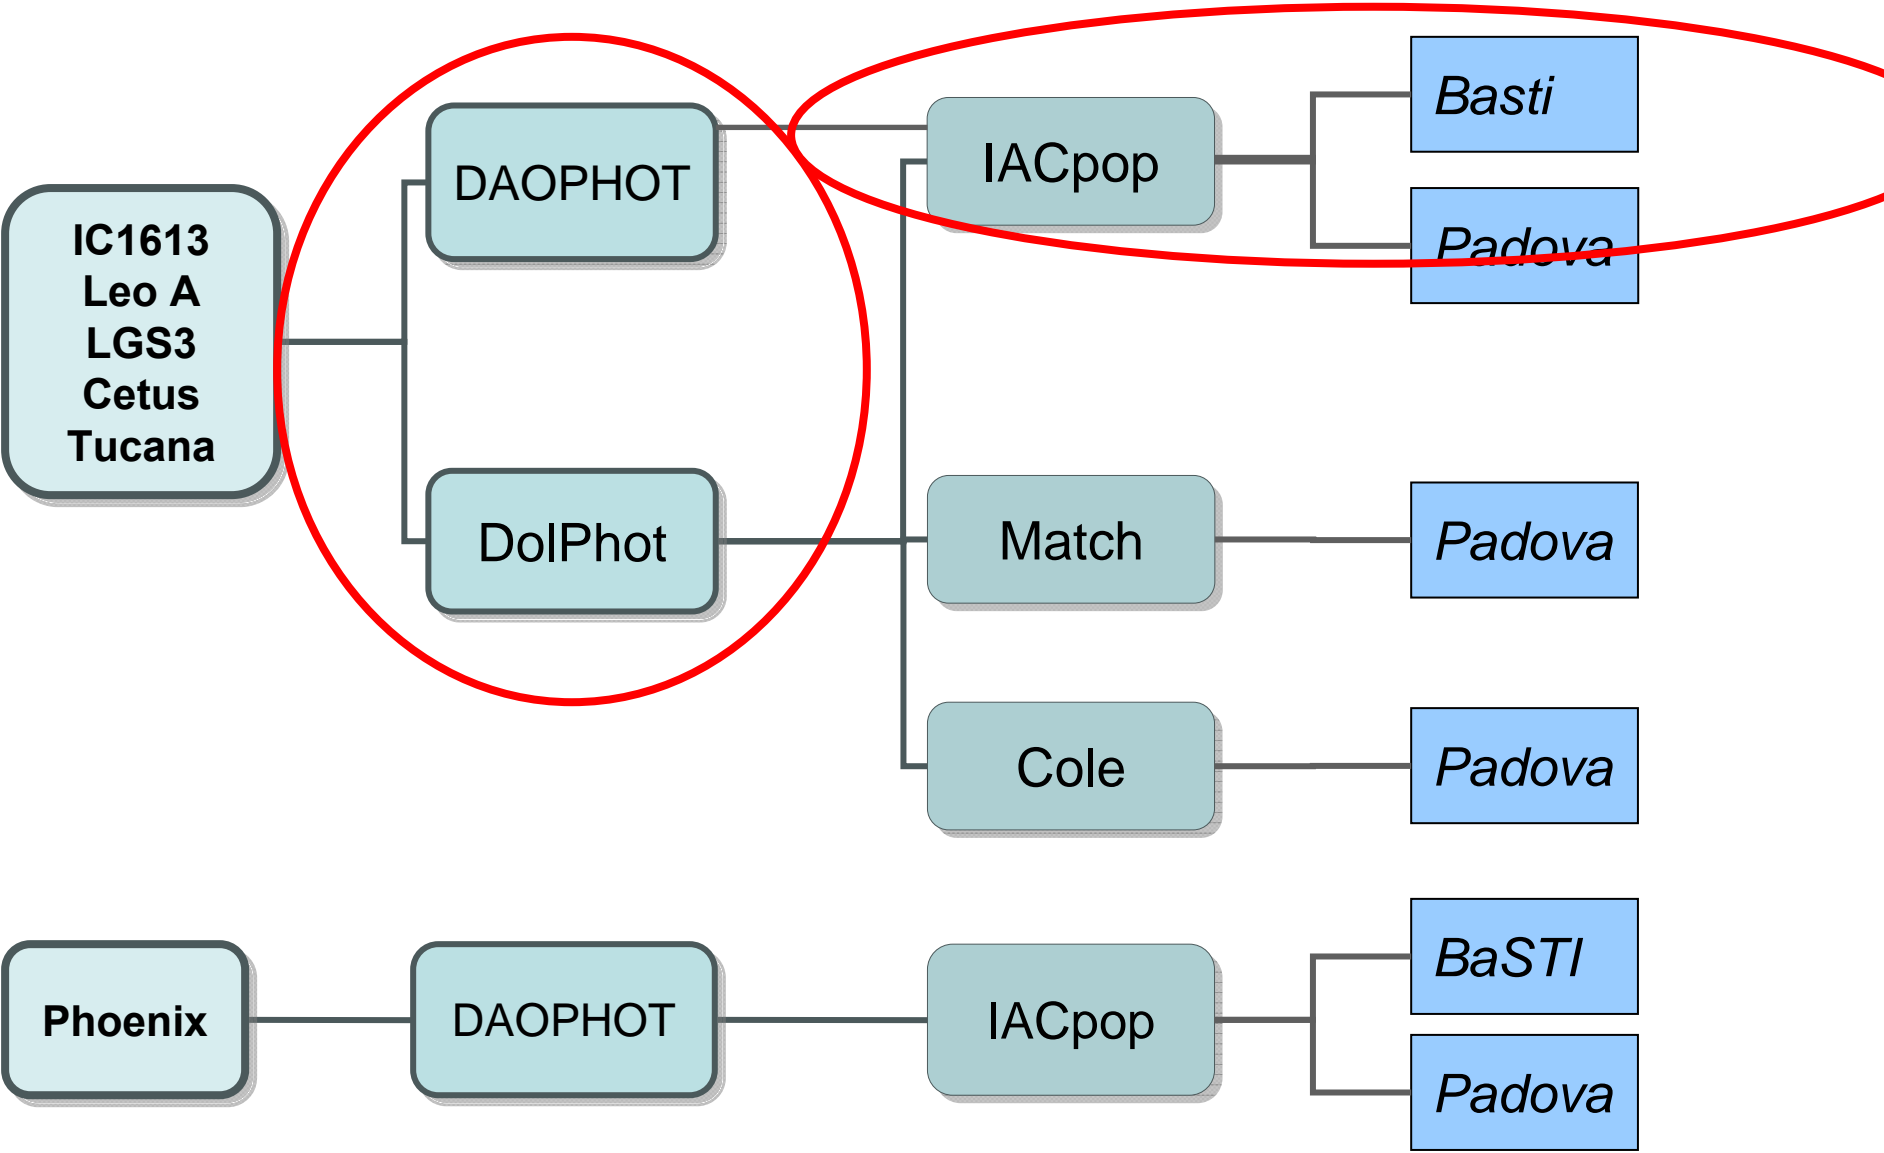 IC1613
Leo A
LGS3
Cetus
Tucana
DAOPHOT
DolPhot
IACpop
Match
Cole
Basti
Padova
Padova
Padova
Phoenix
DAOPHOT
IACpop
BaSTI
Padova